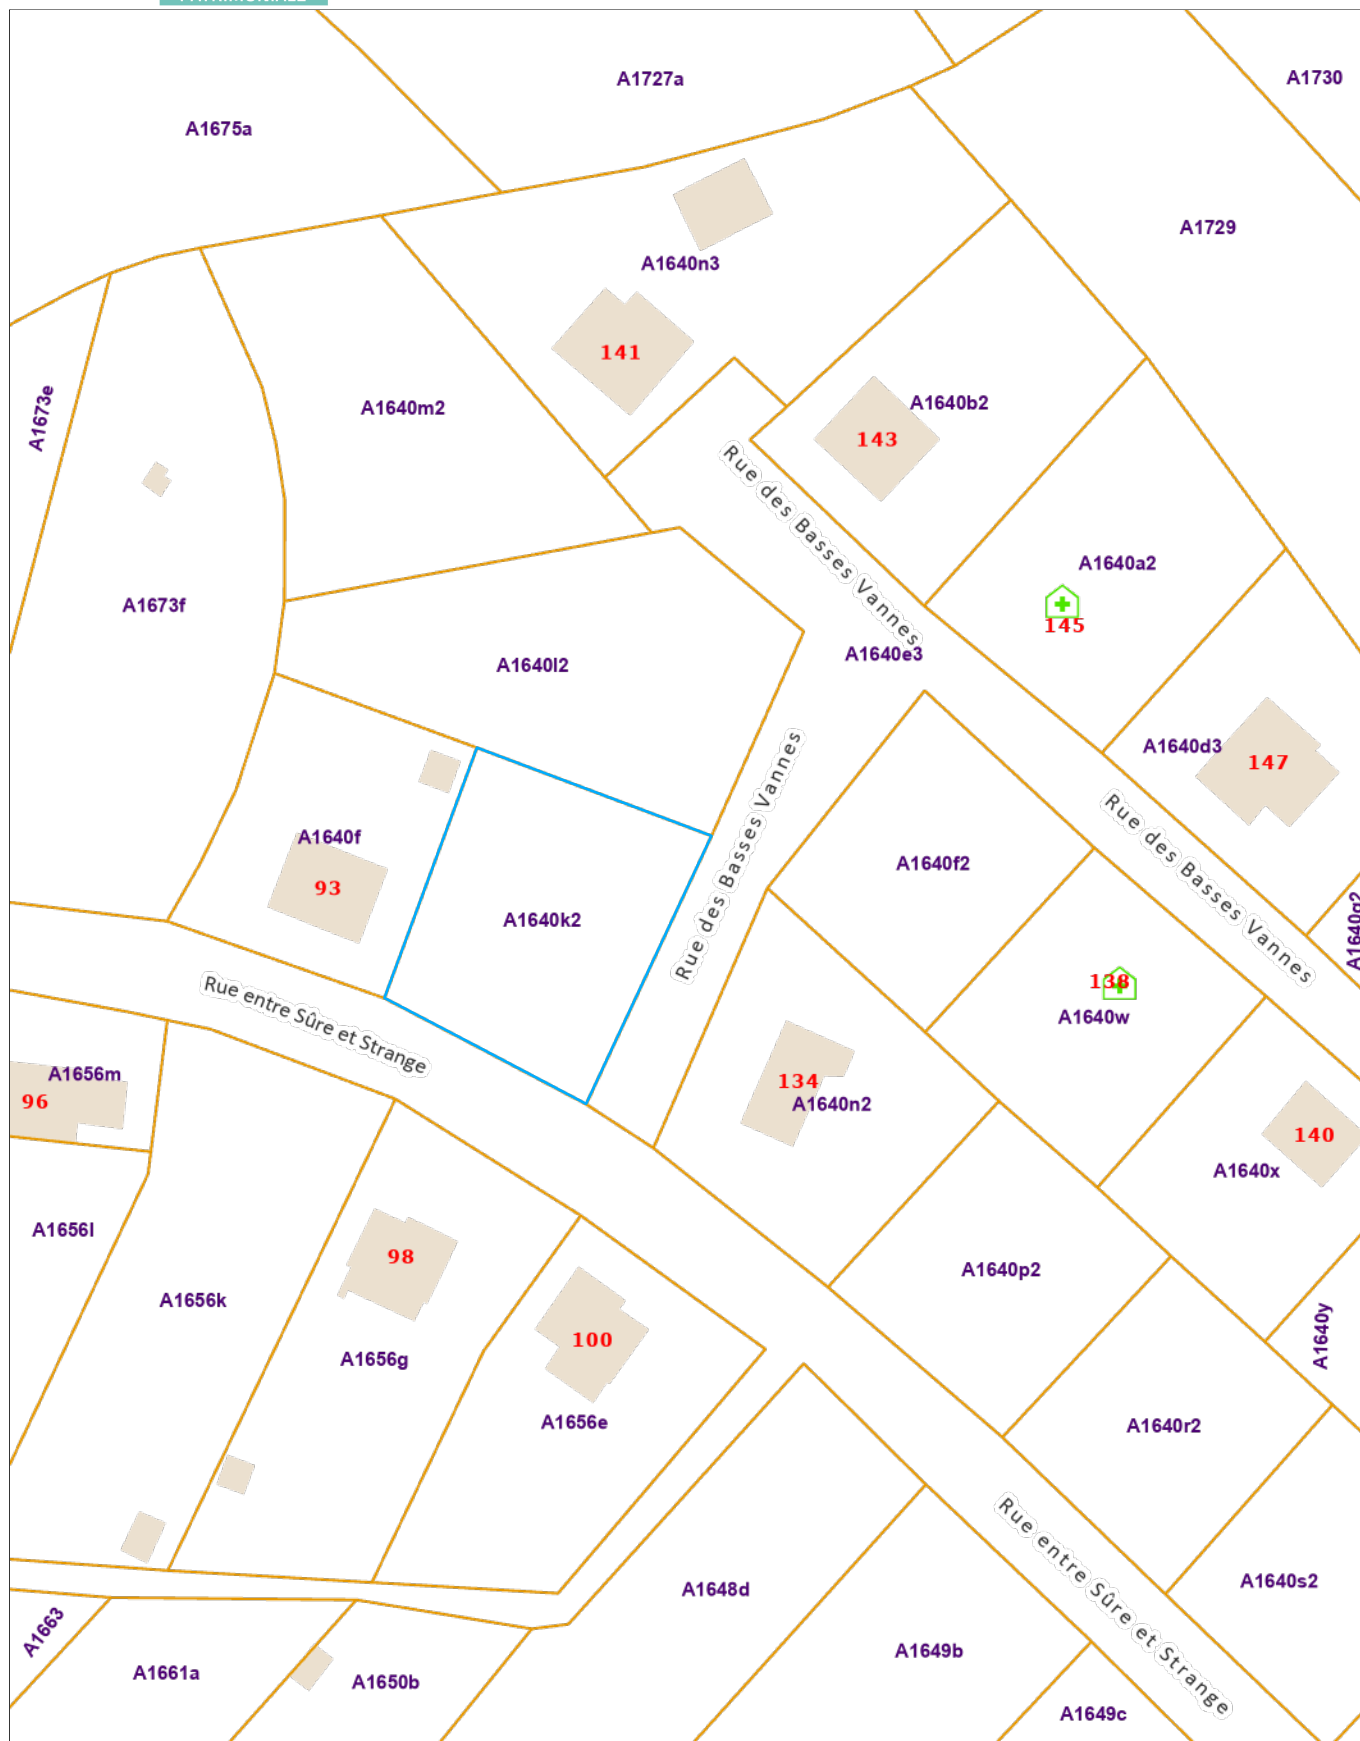 A1727a
A1730
A1675a
A1729
A1640n3
141
A1673e
A1640m2
A1640b2
143
Rue des Basses Vannes
A1640a2
145
A1673f
A1640e3
A1640l2
A1640d3
147
Rue des Basses Vannes
A1640f
93
A1640f2
Rue des Basses Vannes
A1640k2
138
A1640w
Rue entre Sûre et Strange
A1656m
96
134
A1640n2
140
A1640x
A1656l
98
A1640p2
A1656k
A1640y
100
A1656g
A1656e
A1640r2
Rue entre Sûre et Strange
A1648d
A1640s2
A1663
A1661a
A1650b
A1649b
A1649c